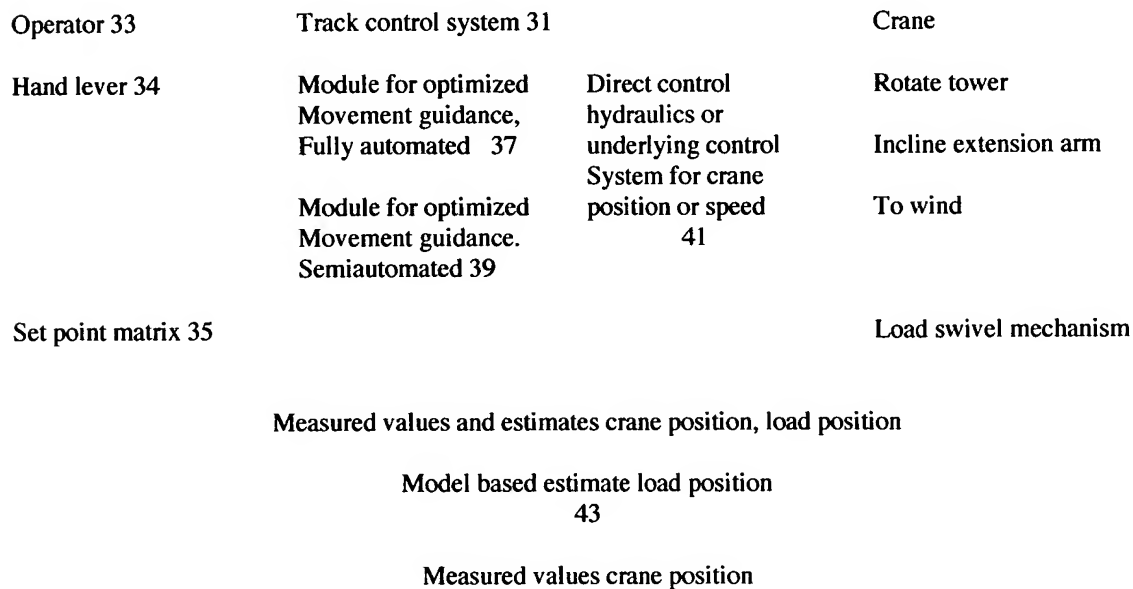 Operator 33
Track control system 31
Crane
Hand lever 34
Module for optimized
Movement guidance,
Fully automated 37
Direct control
hydraulics or
underlying control
System for crane
position or speed
41
Rotate tower
Incline extension arm
To wind
Module for optimized
Movement guidance.
Semiautomated 39
Set point matrix 35
Load swivel mechanism
Measured values and estimates crane position, load position
Model based estimate load position
43
Measured values crane position